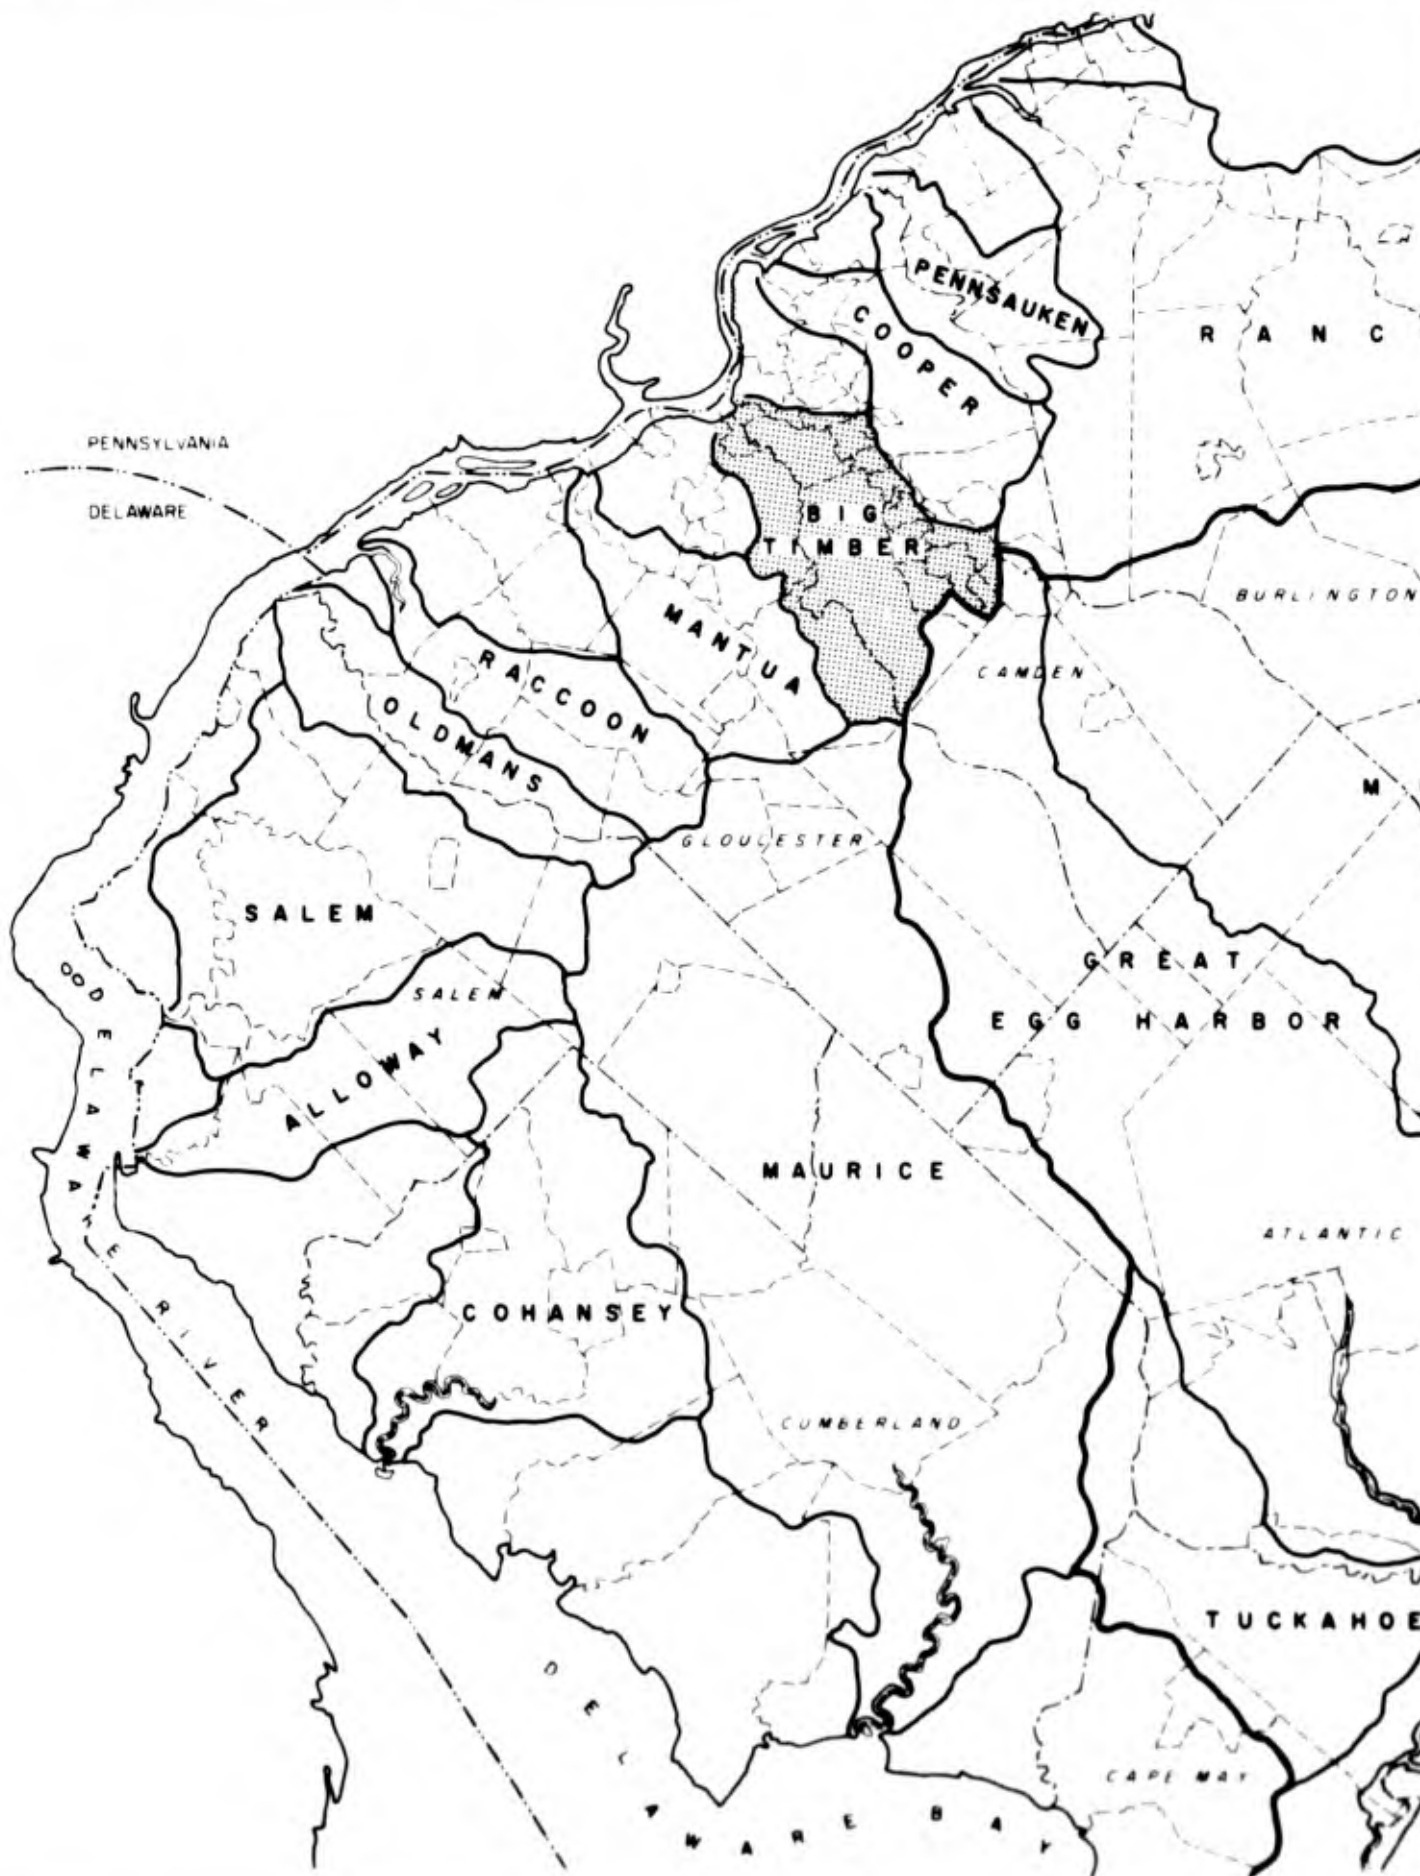 PENNSAUKEN
COOPER
RANC
PENNSYLVANIA
DELAWARE
BIG
TIMBER
BURLINGTON
MANTUA
CAMDEN
RACCOON
OLDMANS
M
GLOUCESTER
SALEM
GREAT
SALEM
EGG HARBOR
ALLOWAY
DELAWARE RIVER
MAURICE
ATLANTIC
COHANSEY
CUMBERLAND
TUCKAHOE
CAPE MAY
DELAWARE BAY